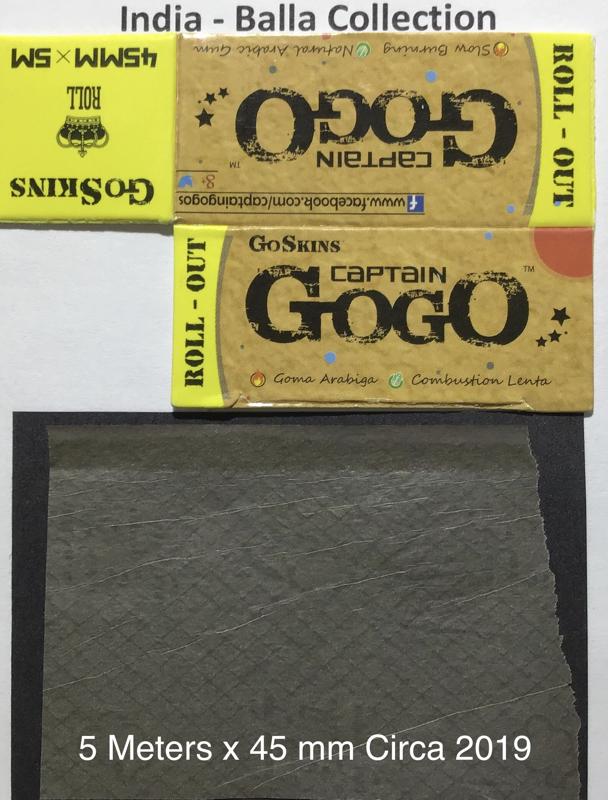 India - Balla Collection
45MM × 5M
ROLL
GoSkins
Slow Burning Natural Arabic Gum
CAPTAIN
GOGO
TM
www.facebook.com/captaingogos
8+
ROLL - OUT
ROLL - OUT
GoSkins
CAPTAIN
GOGO
TM
Goma Arabiga Combustion Lenta
5 Meters x 45 mm Circa 2019